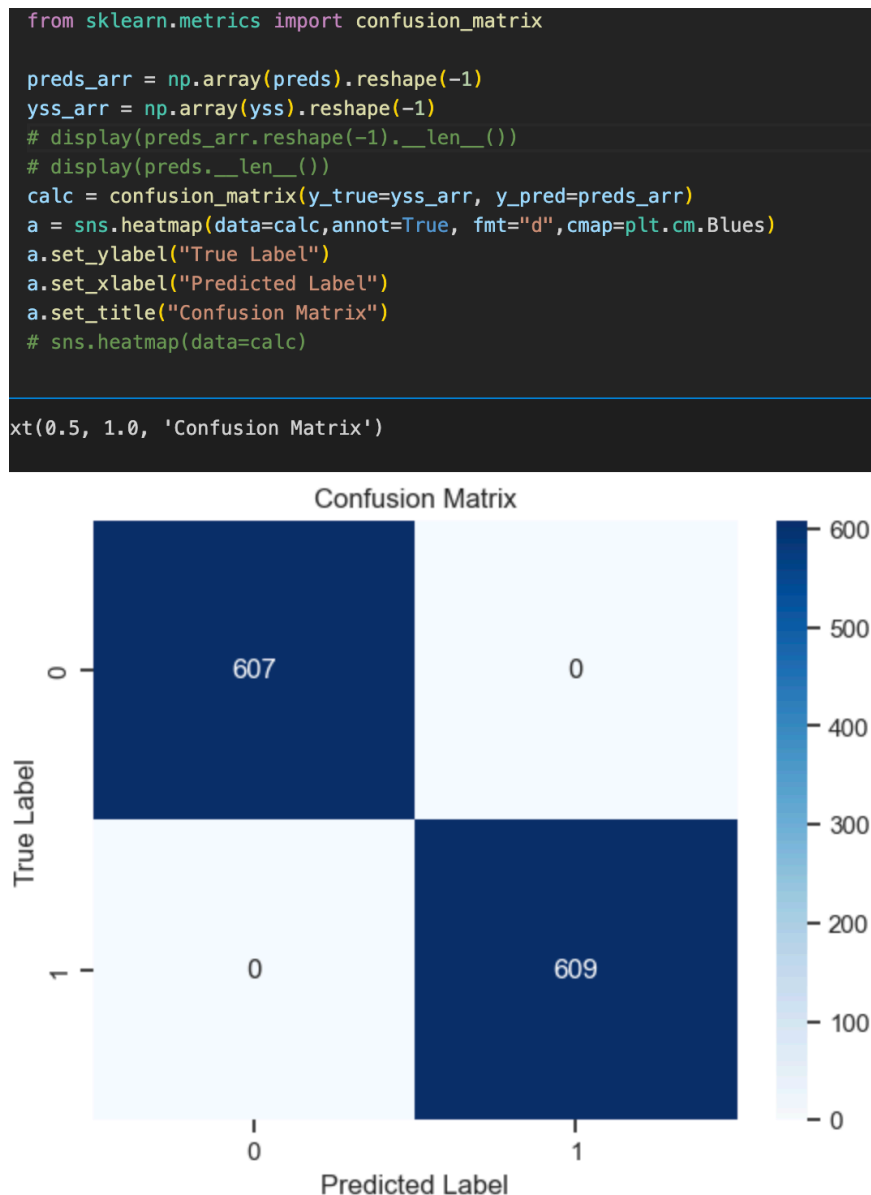 from sklearn.metrics import confusion_matrix
preds_arr = np.array(preds).reshape(-1)
yss_arr = np.array(yss).reshape(-1)
# display(preds_arr.reshape(-1).__len__())
# display(preds.__len__())
calc = confusion_matrix(y_true=yss_arr, y_pred=preds_arr)
a = sns.heatmap(data=calc,annot=True, fmt="d",cmap=plt.cm.Blues)
a.set_ylabel("True Label")
a.set_xlabel("Predicted Label")
a.set_title("Confusion Matrix")
# sns.heatmap(data=calc)
xt(0.5, 1.0, 'Confusion Matrix')
Confusion Matrix
True Label
0
1
607
0
0
609
0
1
Predicted Label
600
500
400
300
200
100
0